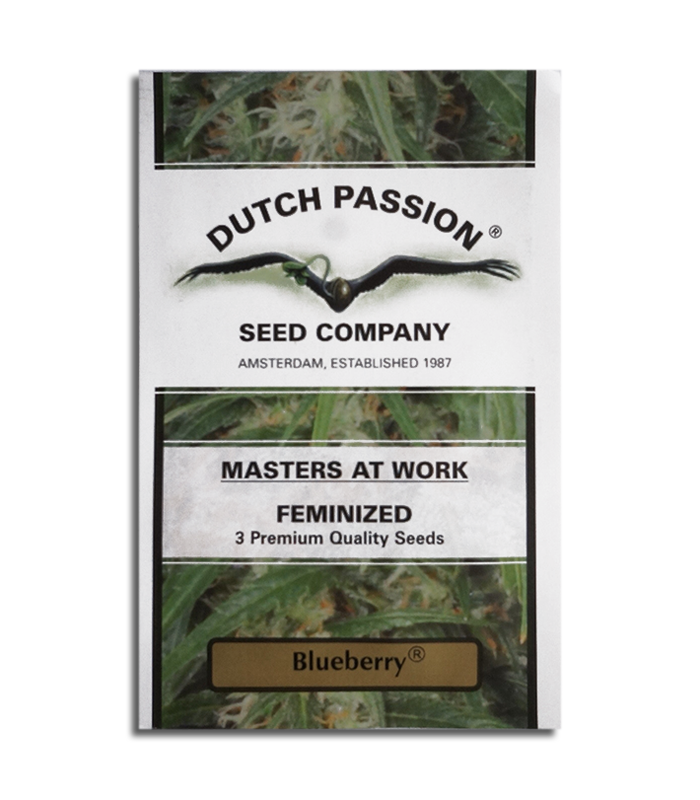 DUTCH PASSION®
SEED COMPANY
AMSTERDAM, ESTABLISHED 1987
MASTERS AT WORK
FEMINIZED
3 Premium Quality Seeds
Blueberry®